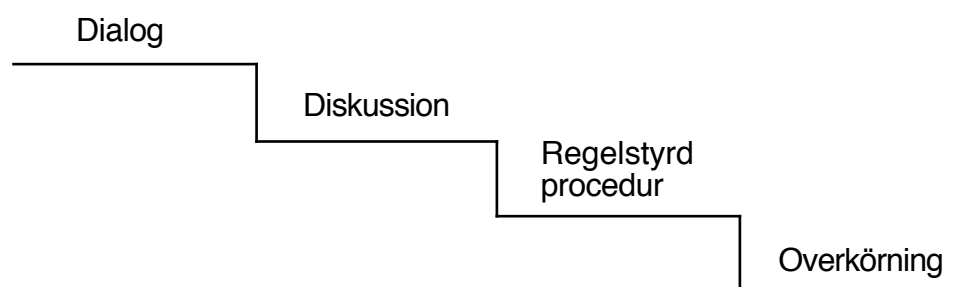 Dialog
Diskussion
Regelstyrd
procedur
Overkörning